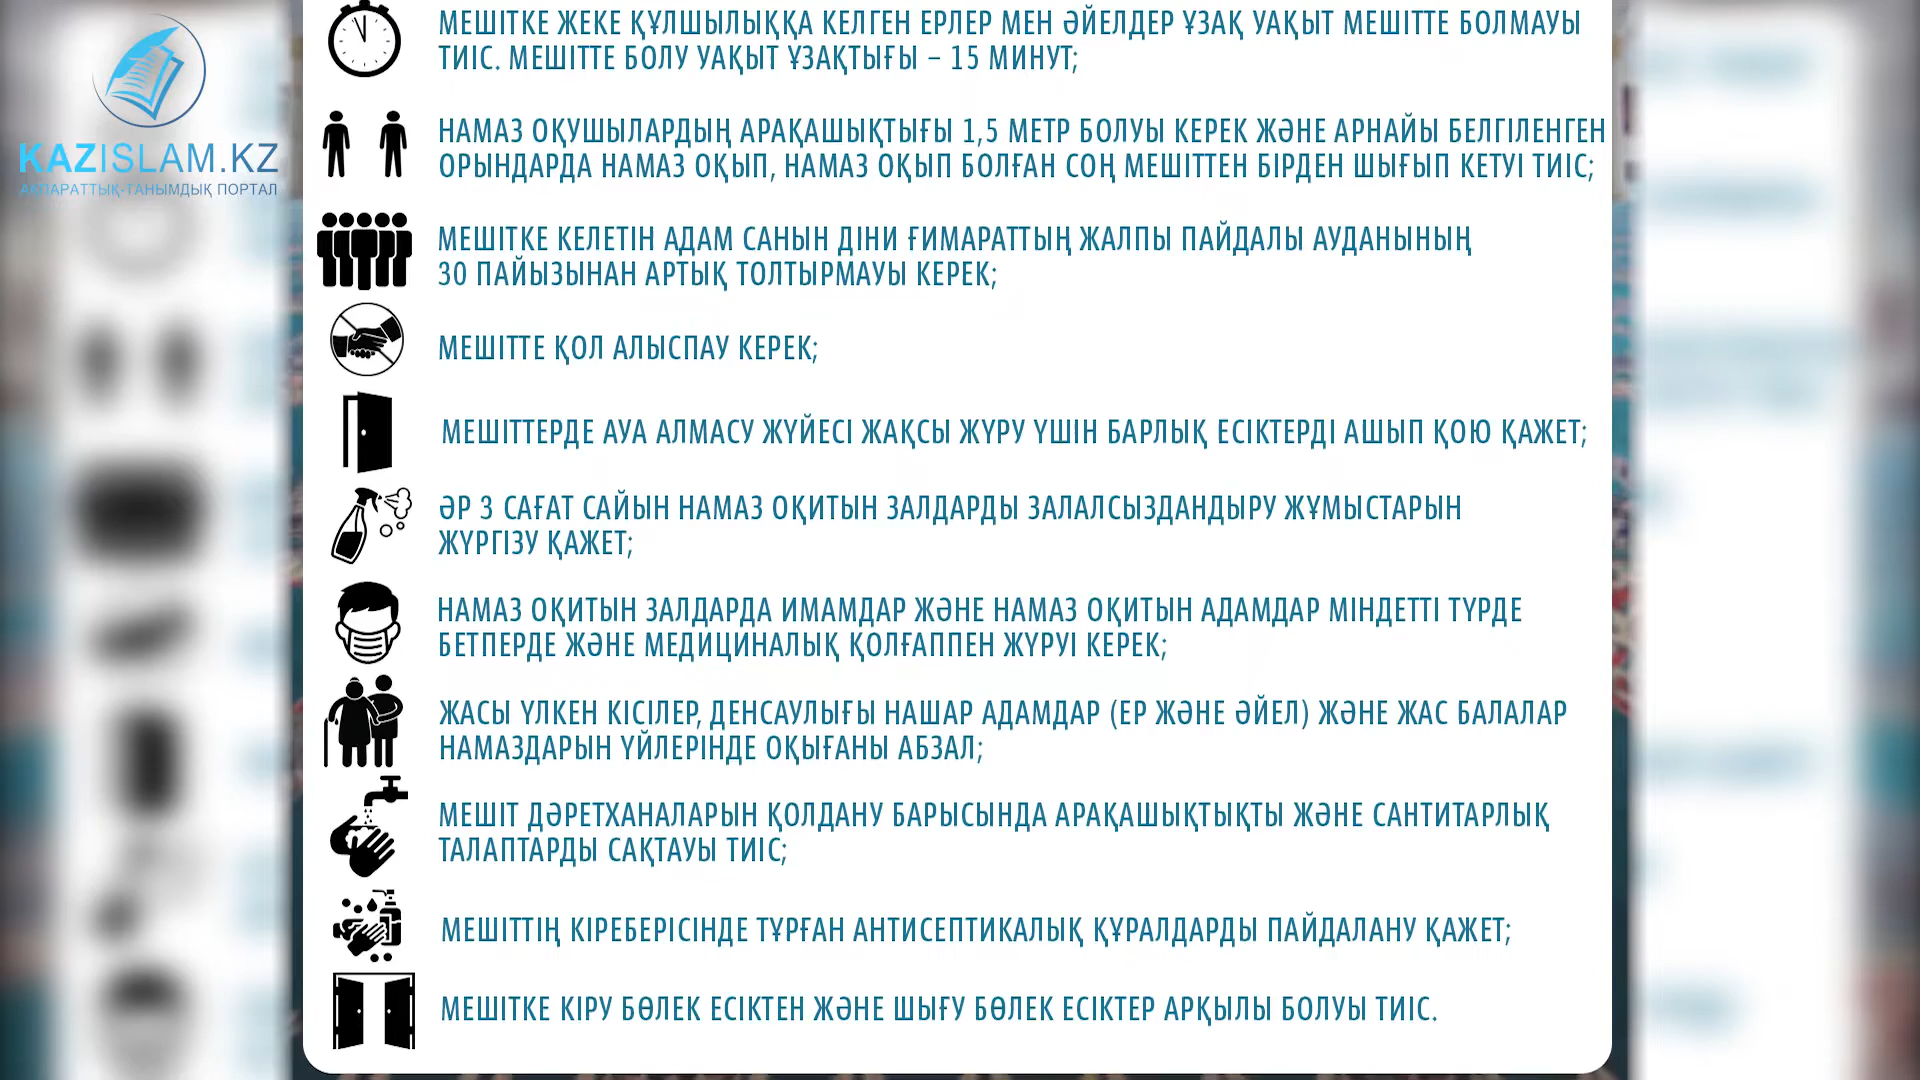 KAZISLAM.KZ
АҚПАРАТТЫҚ-ТАНЫМДЫҚ ПОРТАЛ
МЕШІТКЕ ЖЕКЕ ҚҰЛШЫЛЫҚҚА КЕЛГЕН ЕРЛЕР МЕН ӘЙЕЛДЕР ҰЗАҚ УАҚЫТ МЕШІТТЕ БОЛМАУЫ
ТИІС. МЕШІТТЕ БОЛУ УАҚЫТ ҰЗАҚТЫҒЫ – 15 МИНУТ;
НАМАЗ ОҚУШЫЛАРДЫҢ АРАҚАШЫҚТЫҒЫ 1,5 МЕТР БОЛУЫ КЕРЕК ЖӘНЕ АРНАЙЫ БЕЛГІЛЕНГЕН
ОРЫНДАРДА НАМАЗ ОҚЫП, НАМАЗ ОҚЫП БОЛҒАН СОҢ МЕШІТТЕН БІРДЕН ШЫҒЫП КЕТУІ ТИІС;
МЕШІТКЕ КЕЛЕТІН АДАМ САНЫН ДІНИ ҒИМАРАТТЫҢ ЖАЛПЫ ПАЙДАЛЫ АУДАНЫНЫҢ
30 ПАЙЫЗЫНАН АРТЫҚ ТОЛТЫРМАУЫ КЕРЕК;
МЕШІТТЕ ҚОЛ АЛЫСПАУ КЕРЕК;
МЕШІТТЕРДЕ АУА АЛМАСУ ЖҮЙЕСІ ЖАҚСЫ ЖҮРУ ҮШІН БАРЛЫҚ ЕСІКТЕРДІ АШЫП ҚОЮ ҚАЖЕТ;
ӘР 3 САҒАТ САЙЫН НАМАЗ ОҚИТЫН ЗАЛДАРДЫ ЗАЛАЛСЫЗДАНДЫРУ ЖҰМЫСТАРЫН
ЖҮРГІЗУ ҚАЖЕТ;
НАМАЗ ОҚИТЫН ЗАЛДАРДА ИМАМДАР ЖӘНЕ НАМАЗ ОҚИТЫН АДАМДАР МІНДЕТТІ ТҮРДЕ
БЕТПЕРДЕ ЖӘНЕ МЕДИЦИНАЛЫҚ ҚОЛҒАППЕН ЖҮРУІ КЕРЕК;
ЖАСЫ ҮЛКЕН КІСІЛЕР, ДЕНСАУЛЫҒЫ НАШАР АДАМДАР (ЕР ЖӘНЕ ӘЙЕЛ) ЖӘНЕ ЖАС БАЛАЛАР
НАМАЗДАРЫН ҮЙЛЕРІНДЕ ОҚЫҒАНЫ АБЗАЛ;
МЕШІТ ДӘРЕТХАНАЛАРЫН ҚОЛДАНУ БАРЫСЫНДА АРАҚАШЫҚТЫҚТЫ ЖӘНЕ САНТИТАРЛЫҚ
ТАЛАПТАРДЫ САҚТАУЫ ТИІС;
МЕШІТТІҢ КІРЕБЕРІСІНДЕ ТҰРҒАН АНТИСЕПТИКАЛЫҚ ҚҰРАЛДАРДЫ ПАЙДАЛАНУ ҚАЖЕТ;
МЕШІТКЕ КІРУ БӨЛЕК ЕСІКТЕН ЖӘНЕ ШЫҒУ БӨЛЕК ЕСІКТЕР АРҚЫЛЫ БОЛУЫ ТИІС.